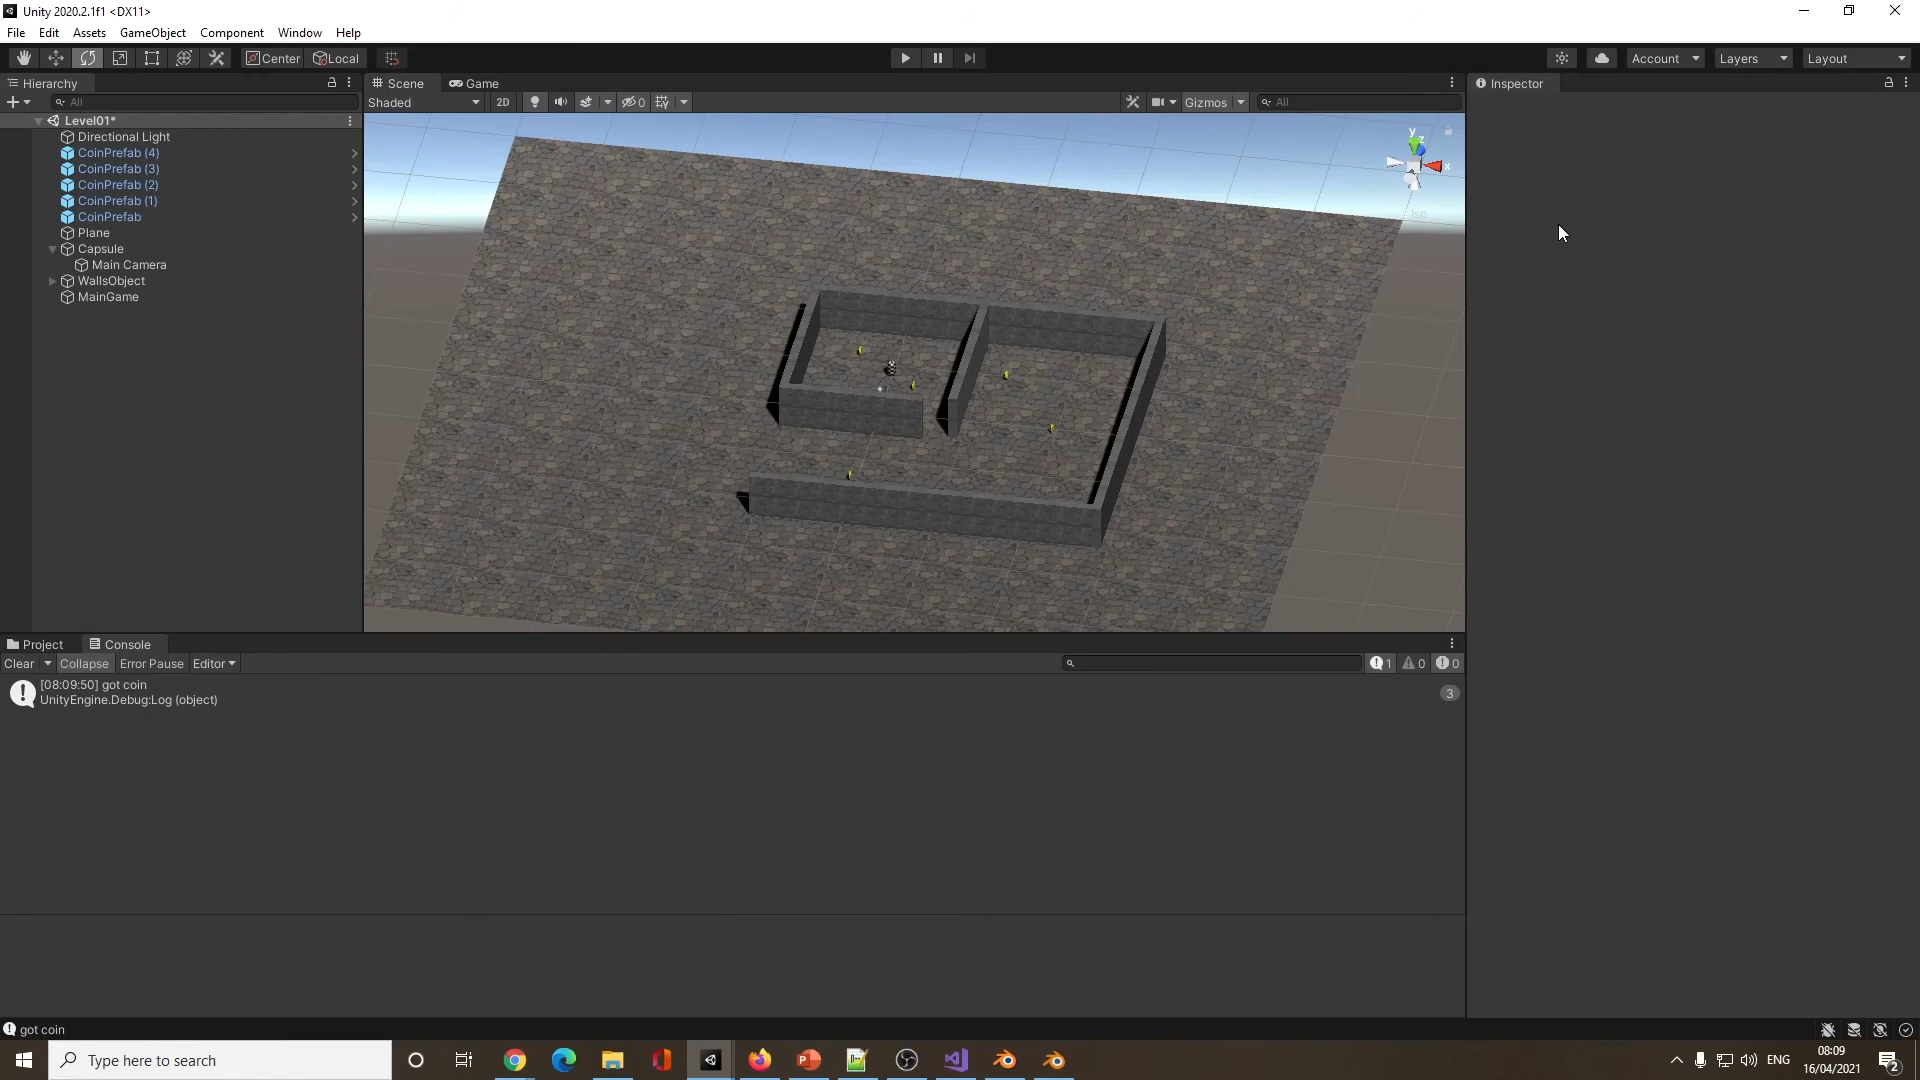 Unity 2020.2.1f1 <DX11>
File Edit Assets GameObject Component Window Help
Center Local Account Layers Layout
Hierarchy
All
Level01*
Directional Light
CoinPrefab (4)
CoinPrefab (3)
CoinPrefab (2)
CoinPrefab (1)
CoinPrefab
Plane
Capsule
Main Camera
WallsObject
MainGame
Scene Game
Shaded 2D 0 Gizmos All
y
z
x
Iso
Inspector
Project Console
Clear Collapse Error Pause Editor 1 0 0
[08:09:50] got coin
UnityEngine.Debug:Log (object)
3
got coin
Type here to search
ENG
08:09
16/04/2021
2